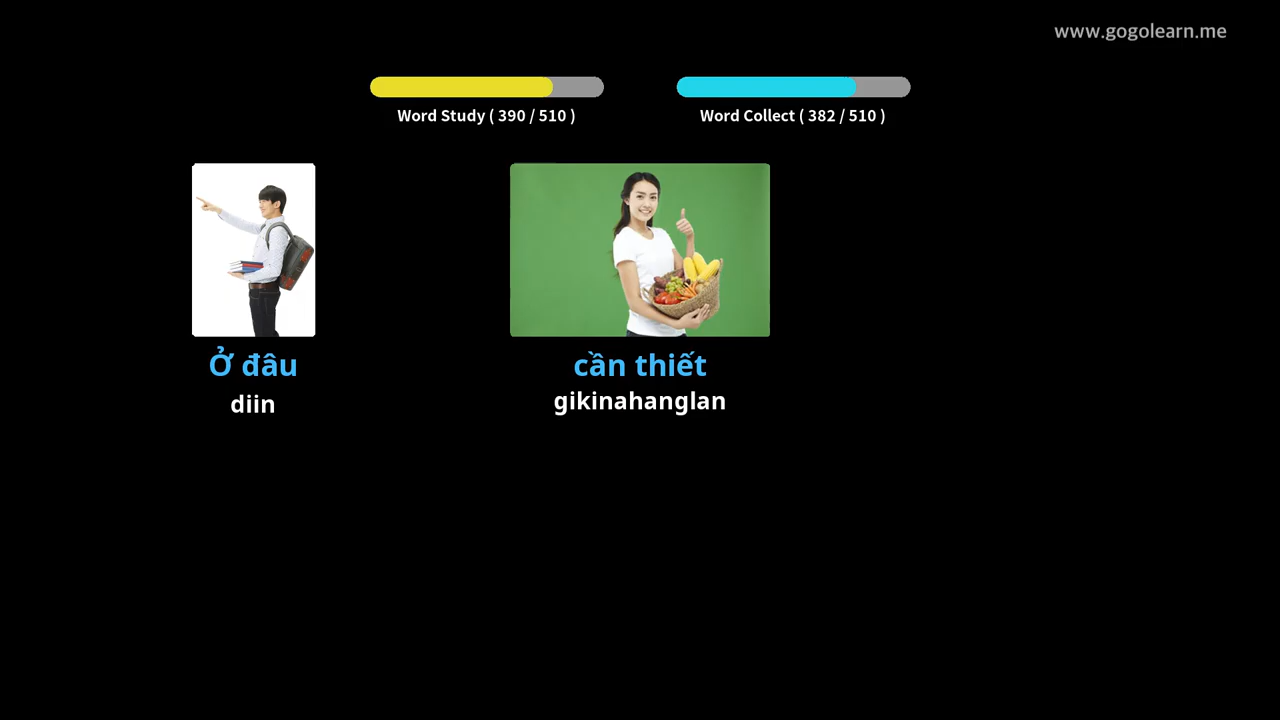 www.gogolearn.me
Word Study ( 390 / 510 )
Word Collect ( 382 / 510 )
Ở đâu
diin
cần thiết
gikinahanglan